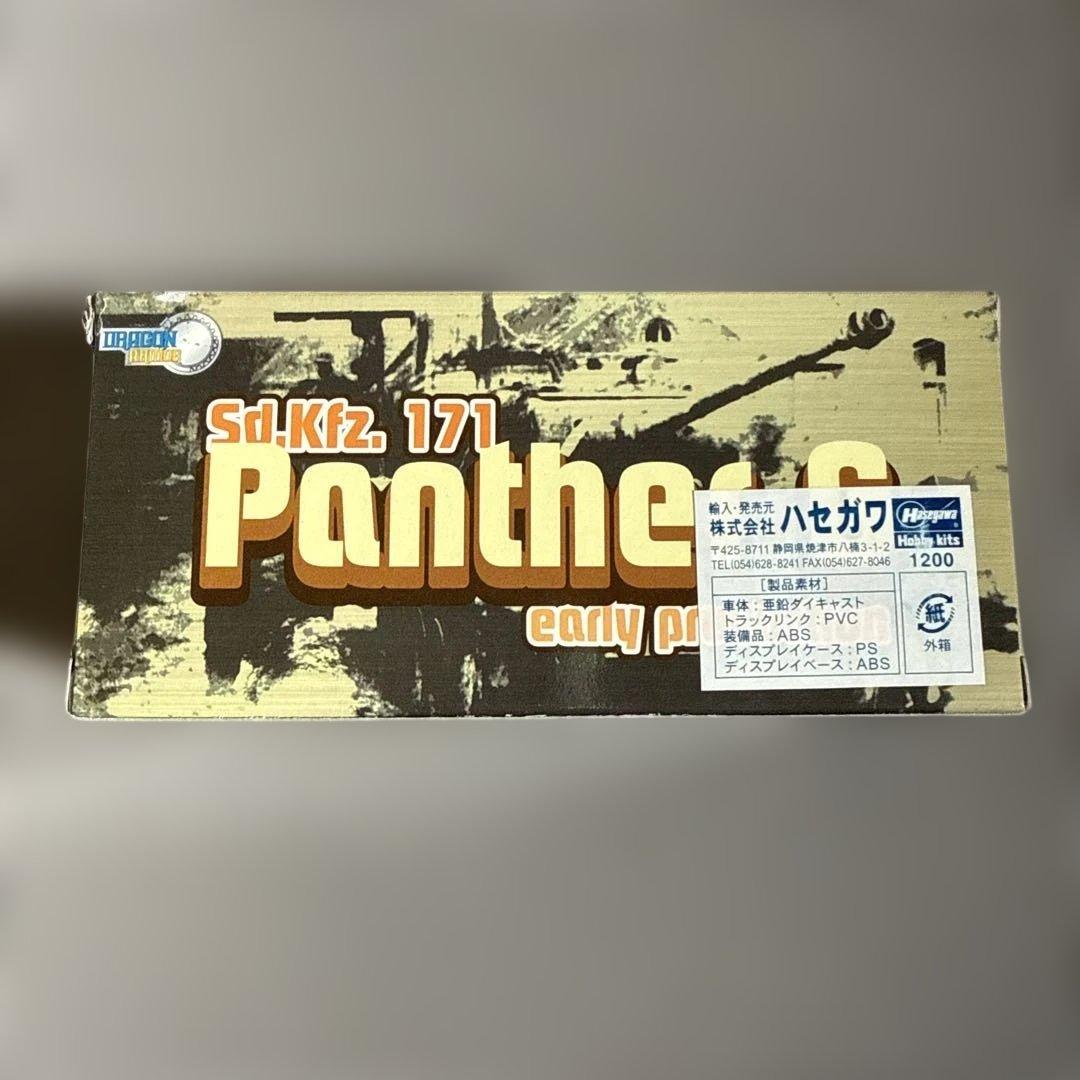 DRAGON
ARMOR
Sd.Kfz. 171
Panther G
early pr
輸入・発売元
株式会社 ハセガワ
Hasegawa
Hobby kits
〒425-8711 静岡県焼津市八楠3-1-2
TEL(054)628-8241 FAX(054)627-8046
1200
[製品素材]
車体：亜鉛ダイキャスト
トラックリンク：PVC
装備品：ABS
ディスプレイケース：PS
ディスプレイベース：ABS
紙
外箱